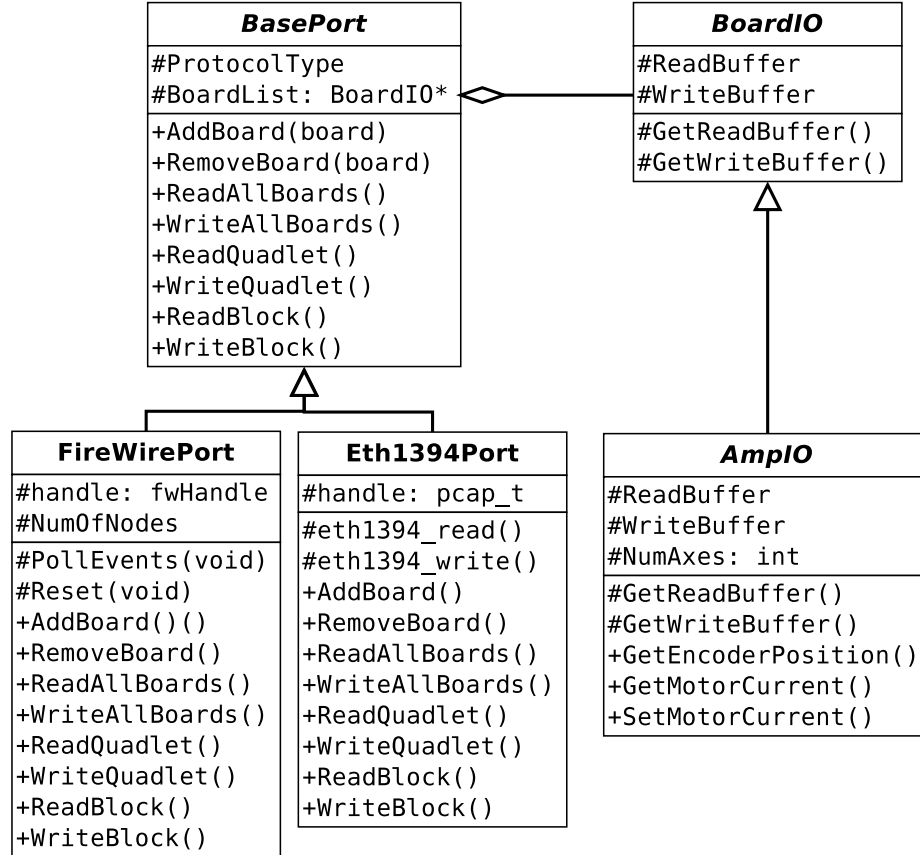 BasePort
#ProtocolType
#BoardList: BoardIO*
+AddBoard(board)
+RemoveBoard(board)
+ReadAllBoards()
+WriteAllBoards()
+ReadQuadlet()
+WriteQuadlet()
+ReadBlock()
+WriteBlock()
BoardIO
#ReadBuffer
#WriteBuffer
#GetReadBuffer()
#GetWriteBuffer()
FireWirePort
#handle: fwHandle
#NumOfNodes
#PollEvents(void)
#Reset(void)
+AddBoard()()
+RemoveBoard()
+ReadAllBoards()
+WriteAllBoards()
+ReadQuadlet()
+WriteQuadlet()
+ReadBlock()
+WriteBlock()
Eth1394Port
#handle: pcap_t
#eth1394_read()
#eth1394_write()
+AddBoard()
+RemoveBoard()
+ReadAllBoards()
+WriteAllBoards()
+ReadQuadlet()
+WriteQuadlet()
+ReadBlock()
+WriteBlock()
AmpIO
#ReadBuffer
#WriteBuffer
#NumAxes: int
#GetReadBuffer()
#GetWriteBuffer()
+GetEncoderPosition()
+GetMotorCurrent()
+SetMotorCurrent()